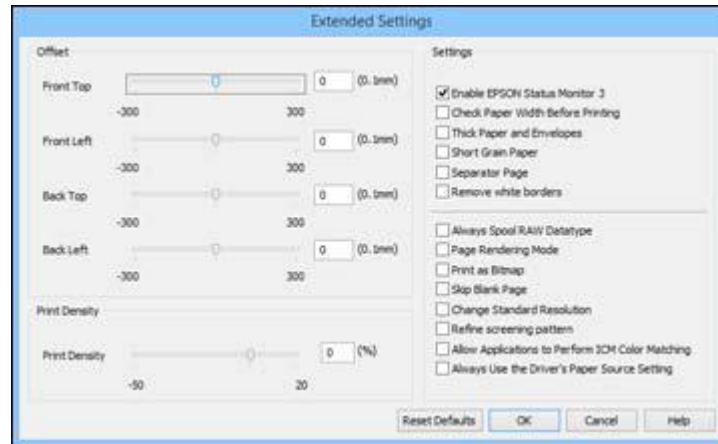 Extended Settings
Offset
Front Top
0 (0.1mm)
-300 300
Front Left
0 (0.1mm)
-300 300
Back Top
0 (0.1mm)
-300 300
Back Left
0 (0.1mm)
-300 300
Print Density
Print Density
0 (%)
-50 20
Settings
Enable EPSON Status Monitor 3
Check Paper Width Before Printing
Thick Paper and Envelopes
Short Grain Paper
Separator Page
Remove white borders
Always Spool RAW Datatype
Page Rendering Mode
Print as Bitmap
Skip Blank Page
Change Standard Resolution
Refine screening pattern
Allow Applications to Perform ICM Color Matching
Always Use the Driver's Paper Source Setting
Reset Defaults OK Cancel Help